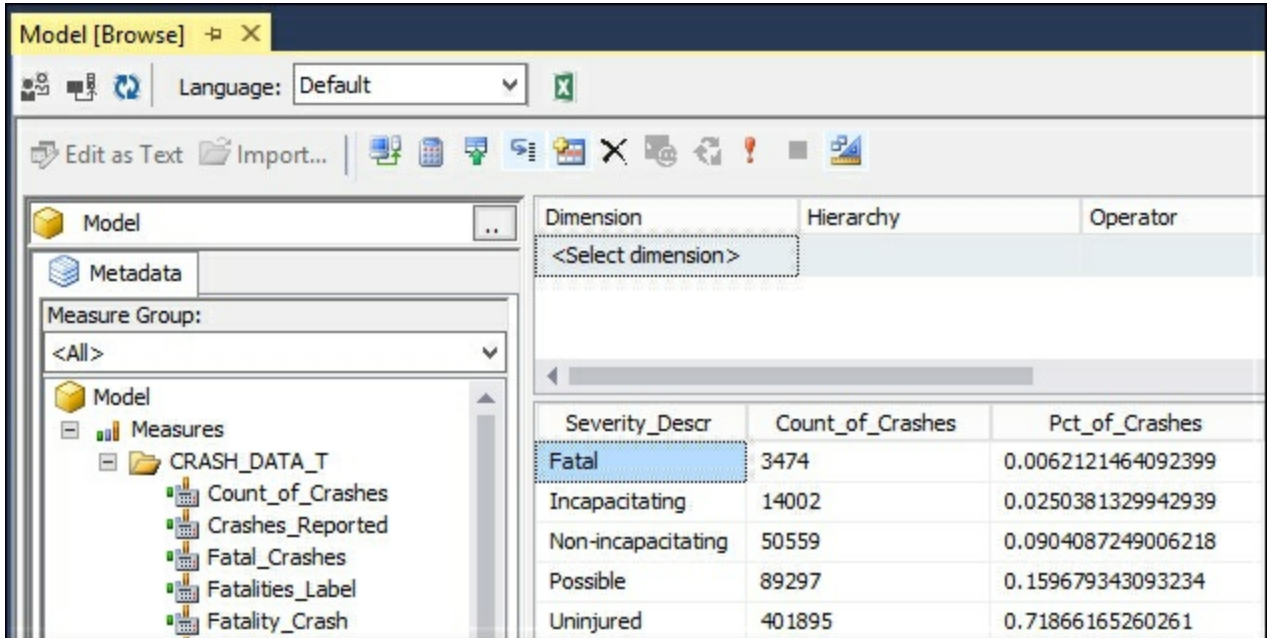 Model [Browse]
Language: Default
Edit as Text Import...
Model ..
Metadata
Measure Group:
<All>
Model
Measures
CRASH_DATA_T
Count_of_Crashes
Crashes_Reported
Fatal_Crashes
Fatalities_Label
Fatality_Crash
Dimension Hierarchy Operator
<Select dimension>
Severity_Descr Count_of_Crashes Pct_of_Crashes
Fatal 3474 0.0062121464092399
Incapacitating 14002 0.0250381329942939
Non-incapacitating 50559 0.0904087249006218
Possible 89297 0.159679343093234
Uninjured 401895 0.718661652602​61